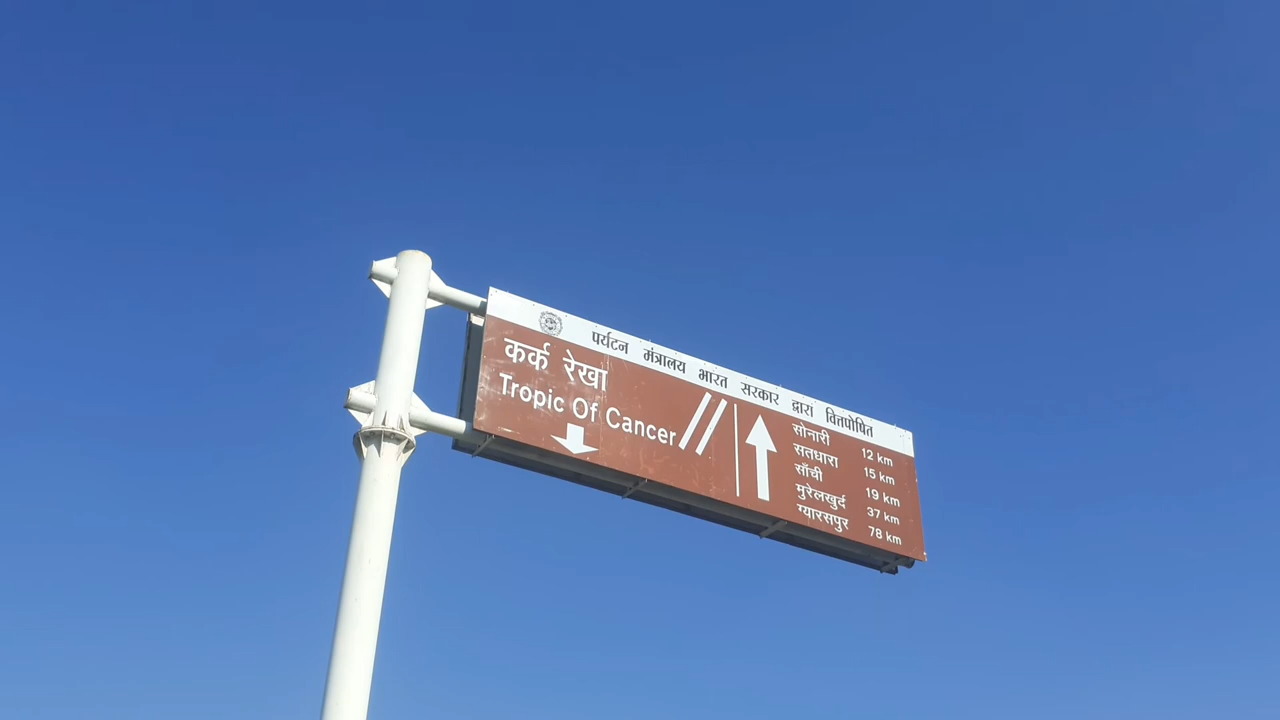 पर्यटन मंत्रालय भारत सरकार द्वारा वित्तपोषित
कर्क रेखा
Tropic Of Cancer
सोनारी 12 km
सतधारा 15 km
साँची 19 km
मुरेलखुर्द 37 km
ग्यारसपुर 78 km